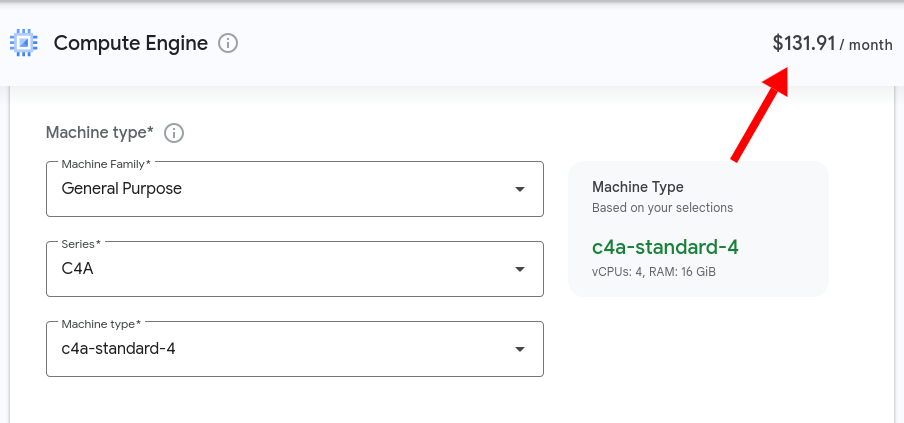 Compute Engine
$131.91 / month
Machine type*
Machine Family*
General Purpose
Machine Type
Based on your selections
Series*
C4A
c4a-standard-4
vCPUs: 4, RAM: 16 GiB
Machine type*
c4a-standard-4